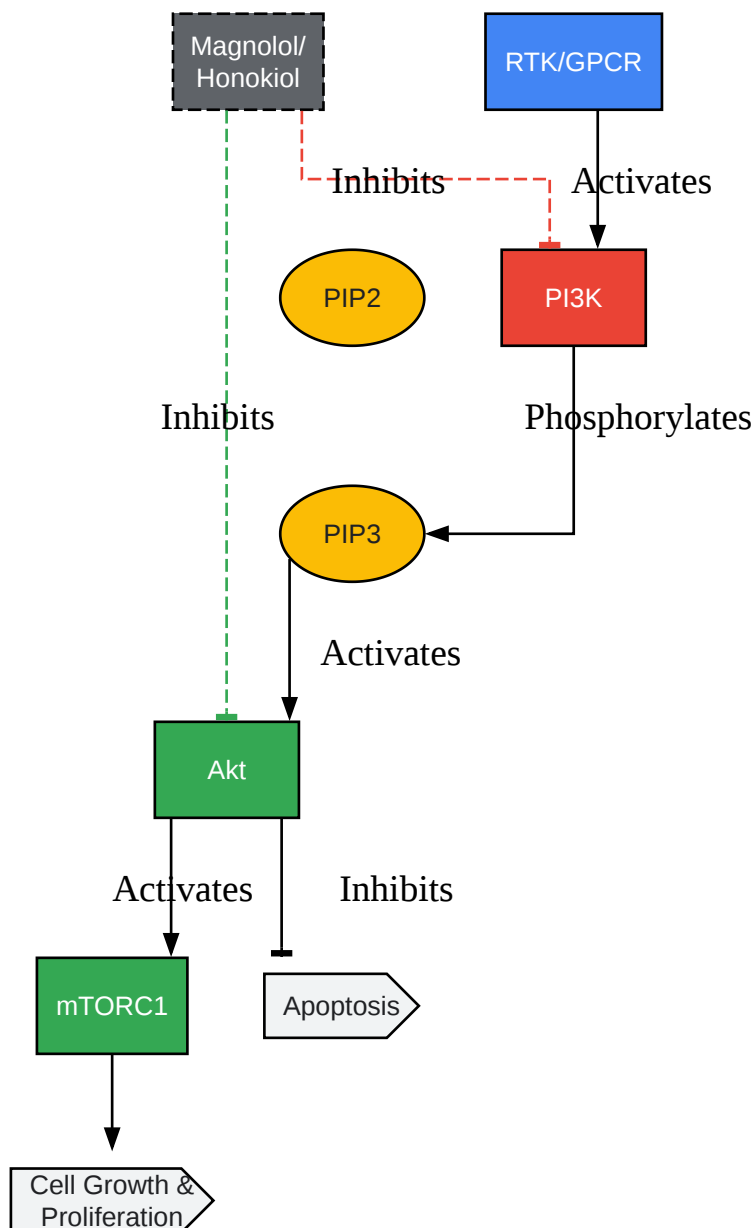 Magnolol/
Honokiol
RTK/GPCR
Inhibits
Activates
PIP2
PI3K
Inhibits
Phosphorylates
PIP3
Activates
Akt
Activates
Inhibits
mTORC1
Apoptosis
Cell Growth &
Proliferation